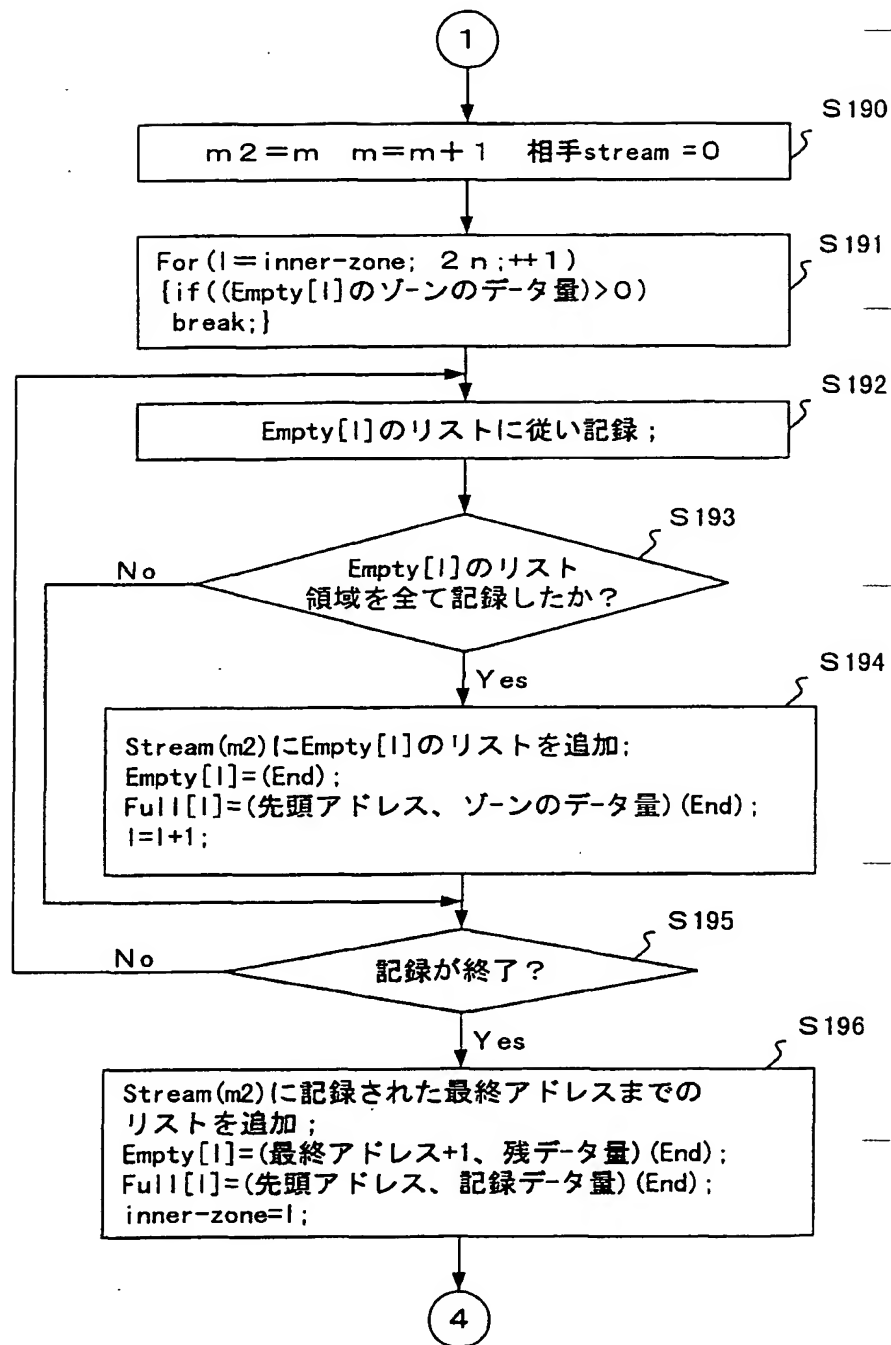 1
S190
m2=m m=m+1 相手stream =0
S191
For(l=inner-zone; 2n;++1)
{if((Empty[l]のゾーンのデータ量)>0)
break;}
S192
Empty[l]のリストに従い記録;
S193
No
Empty[l]のリスト
領域を全て記録したか?
Yes
S194
Stream(m2)にEmpty[l]のリストを追加;
Empty[l]=(End);
Full[l]=(先頭アドレス、ゾーンのデータ量)(End);
l=l+1;
S195
No
記録が終了?
Yes
S196
Stream(m2)に記録された最終アドレスまでの
リストを追加;
Empty[l]=(最終アドレス+1、残データ量)(End);
Full[l]=(先頭アドレス、記録データ量)(End);
inner-zone=l;
4